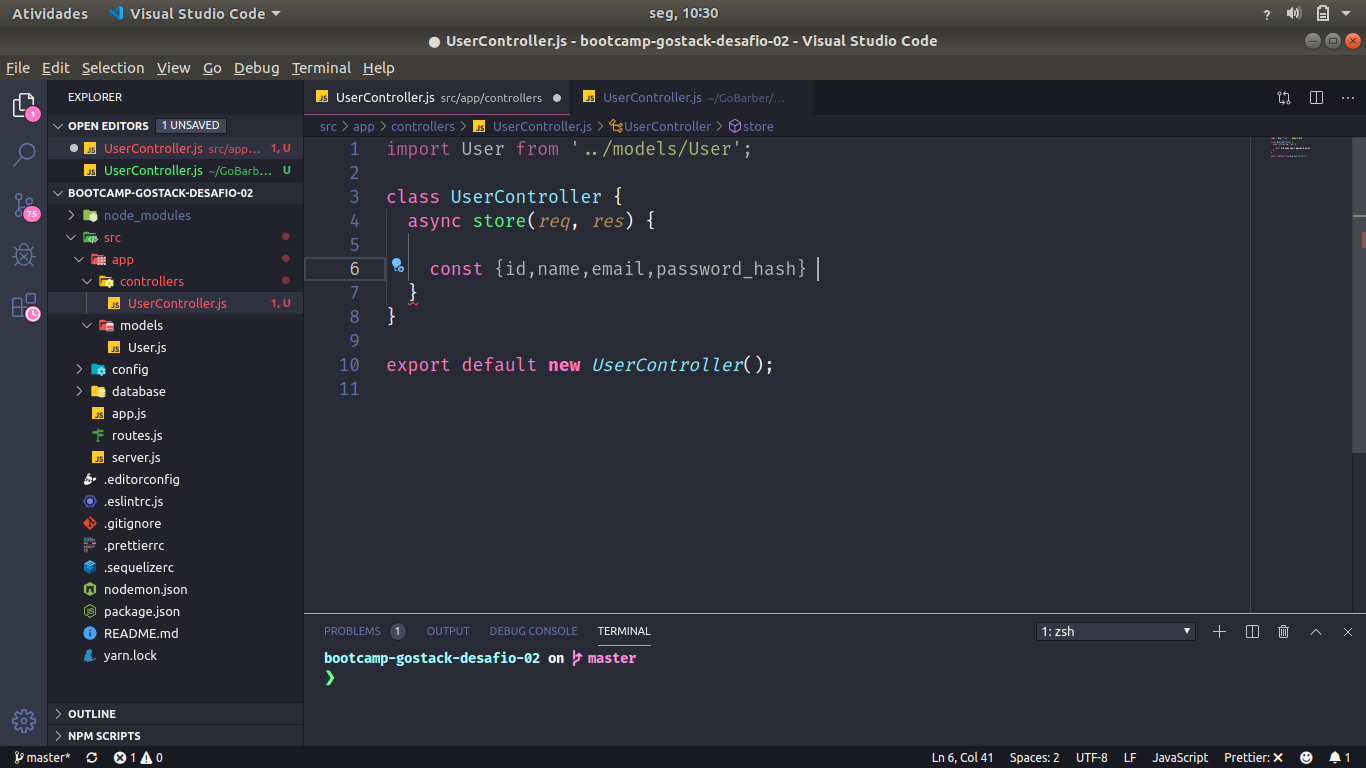 Atividades Visual Studio Code seg, 10:30 ?
● UserController.js - bootcamp-gostack-desafio-02 - Visual Studio Code
File Edit Selection View Go Debug Terminal Help
EXPLORER
OPEN EDITORS 1 UNSAVED
UserController.js src/app... 1, U
UserController.js ~/GoBarb... U
BOOTCAMP-GOSTACK-DESAFIO-02
node_modules
src
app
controllers
UserController.js 1, U
models
User.js
config
database
app.js
routes.js
server.js
.editorconfig
.eslintrc.js
.gitignore
.prettierrc
.sequelizerc
nodemon.json
package.json
README.md
yarn.lock
OUTLINE
NPM SCRIPTS
1
75
JS UserController.js src/app/controllers ●
JS UserController.js ~/GoBarber/...
src > app > controllers > JS UserController.js > UserController > store
1 import User from '../models/User';
2
3 class UserController {
4 async store(req, res) {
5
6 const {id,name,email,password_hash}
7 }
8 }
9
10 export default new UserController();
11
PROBLEMS 1 OUTPUT DEBUG CONSOLE TERMINAL 1: zsh
bootcamp-gostack-desafio-02 on master
❯
master* 1 0 Ln 6, Col 41 Spaces: 2 UTF-8 LF JavaScript Prettier: ✕ 1